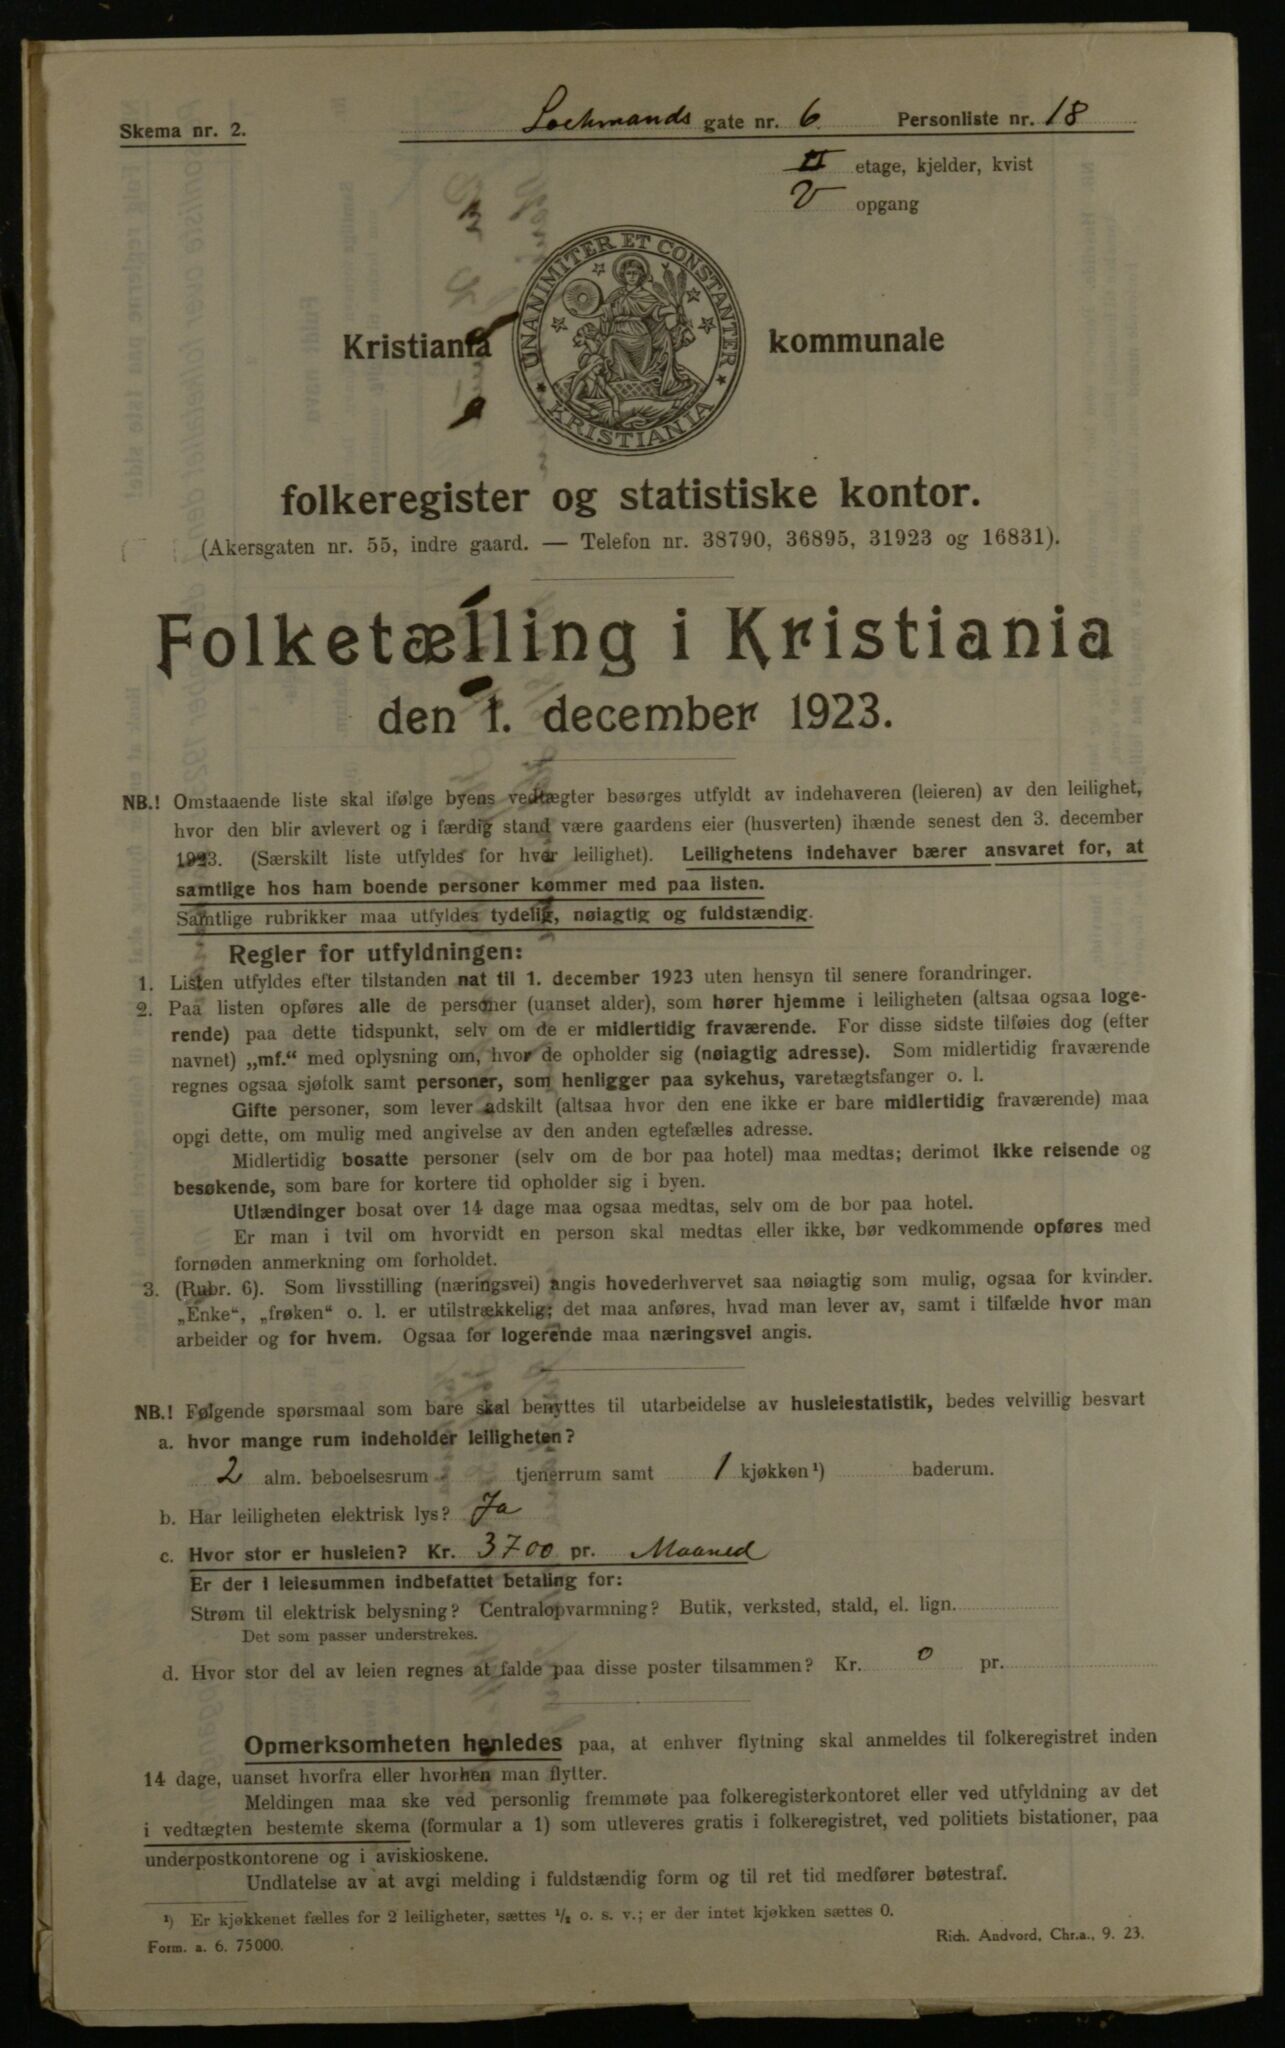 Skema nr. 2.
Lochmands gate nr. 6 Personliste nr. 18
II etage, kjelder, kvist
V opgang
UNANIMITER ET CONSTANTER
KRISTIANIA
Kristiania kommunale
folkeregister og statistiske kontor.
(Akersgaten nr. 55, indre gaard. — Telefon nr. 38790, 36895, 31923 og 16831).
Folketælling i Kristiania
den 1. december 1923.
NB.! Omstaaende liste skal ifølge byens vedtægter besørges utfyldt av indehaveren (leieren) av den leilighet,
hvor den blir avlevert og i færdig stand være gaardens eier (husverten) ihænde senest den 3. december
1923. (Særskilt liste utfyldes for hver leilighet). Leilighetens indehaver bærer ansvaret for, at
samtlige hos ham boende personer kommer med paa listen.
Samtlige rubrikker maa utfyldes tydelig, nøiagtig og fuldstændig.
Regler for utfyldningen:
1. Listen utfyldes efter tilstanden nat til 1. december 1923 uten hensyn til senere forandringer.
2. Paa listen opføres alle de personer (uanset alder), som hører hjemme i leiligheten (altsaa ogsaa loge-
rende) paa dette tidspunkt, selv om de er midlertidig fraværende. For disse sidste tilføies dog (efter
navnet) „mf.“ med oplysning om, hvor de opholder sig (nøiagtig adresse). Som midlertidig fraværende
regnes ogsaa sjøfolk samt personer, som henligger paa sykehus, varetægtsfanger o. l.
Gifte personer, som lever adskilt (altsaa hvor den ene ikke er bare midlertidig fraværende) maa
opgi dette, om mulig med angivelse av den anden egtefælles adresse.
Midlertidig bosatte personer (selv om de bor paa hotel) maa medtas; derimot ikke reisende og
besøkende, som bare for kortere tid opholder sig i byen.
Utlændinger bosat over 14 dage maa ogsaa medtas, selv om de bor paa hotel.
Er man i tvil om hvorvidt en person skal medtas eller ikke, bør vedkommende opføres med
fornøden anmerkning om forholdet.
3. (Rubr. 6). Som livsstilling (næringsvei) angis hovederhvervet saa nøiagtig som mulig, ogsaa for kvinder.
„Enke“, „frøken“ o. l. er utilstrækkelig; det maa anføres, hvad man lever av, samt i tilfælde hvor man
arbeider og for hvem. Ogsaa for logerende maa næringsvei angis.
NB.! Følgende spørsmaal som bare skal benyttes til utarbeidelse av husleiestatistik, bedes velvillig besvart
a. hvor mange rum indeholder leiligheten?
2 alm. beboelsesrum - tjenerrum samt 1 kjøkken ¹) baderum.
b. Har leiligheten elektrisk lys? Ja
c. Hvor stor er husleien? Kr. 3700 pr. Maaned
Er der i leiesummen indbefattet betaling for:
Strøm til elektrisk belysning? Centralopvarmning? Butik, verksted, stald, el. lign.
Det som passer understrekes.
d. Hvor stor del av leien regnes at falde paa disse poster tilsammen? Kr. 0 pr.
Opmerksomheten henledes paa, at enhver flytning skal anmeldes til folkeregistret inden
14 dage, uanset hvorfra eller hvorhen man flytter.
Meldingen maa ske ved personlig fremmøte paa folkeregisterkontoret eller ved utfyldning av det
i vedtægten bestemte skema (formular a 1) som utleveres gratis i folkeregistret, ved politiets bistationer, paa
underpostkontorene og i aviskioskene.
Undlatelse av at avgi melding i fuldstændig form og til ret tid medfører bøtestraf.
¹) Er kjøkkenet fælles for 2 leiligheter, sættes ½ o. s. v.; er der intet kjøkken sættes 0.
Form. a. 6. 75000. Rich. Andvord, Chr.a., 9. 23.